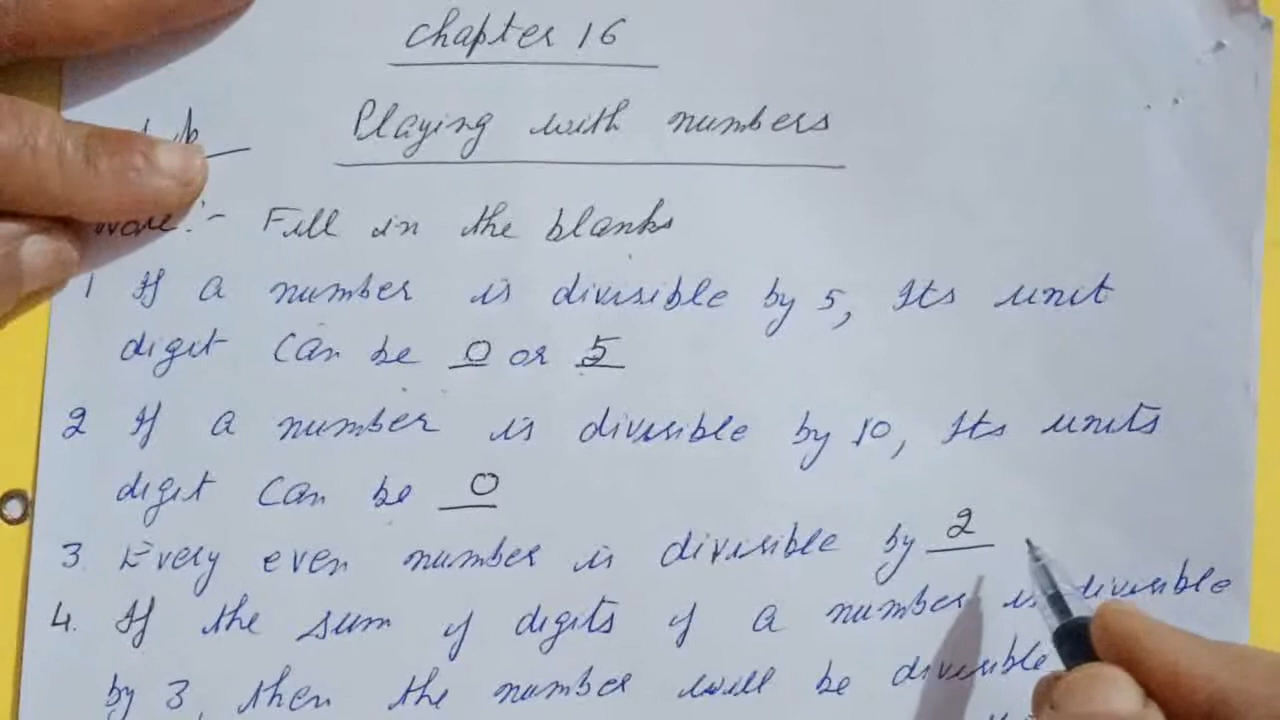 Chapter 16
Playing with numbers
Note:- Fill in the blanks
1 If a number is divisible by 5, Its unit
digit can be 0 or 5
2 If a number is divisible by 10, Its units
digit can be 0
3. Every even number is divisible by 2
4. If the sum of digits of a number is divisible
by 3, then the number will be divisible